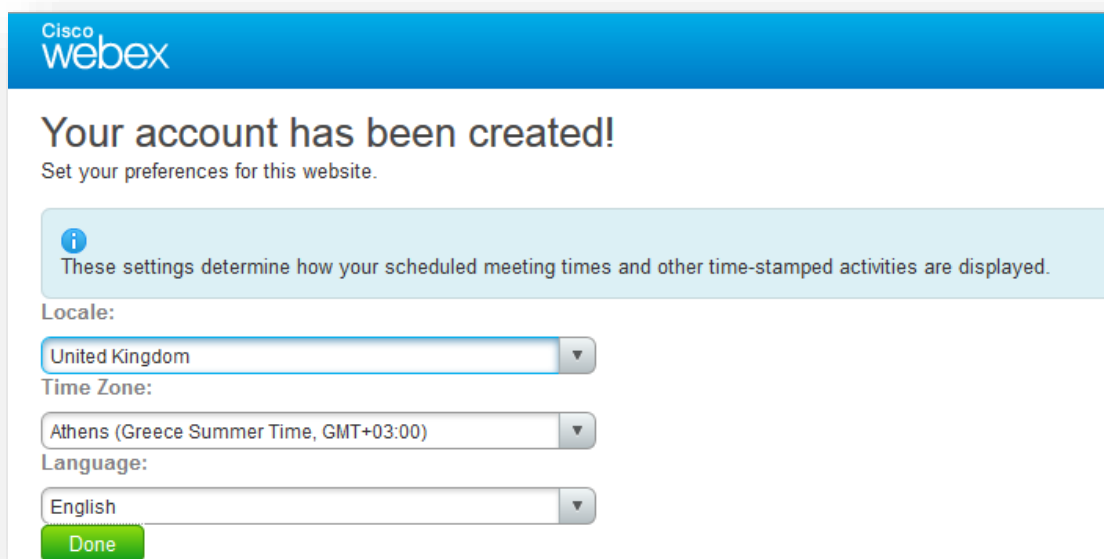 Cisco
webex
Your account has been created!
Set your preferences for this website.
These settings determine how your scheduled meeting times and other time-stamped activities are displayed.
Locale:
United Kingdom
Time Zone:
Athens (Greece Summer Time, GMT+03:00)
Language:
English
Done